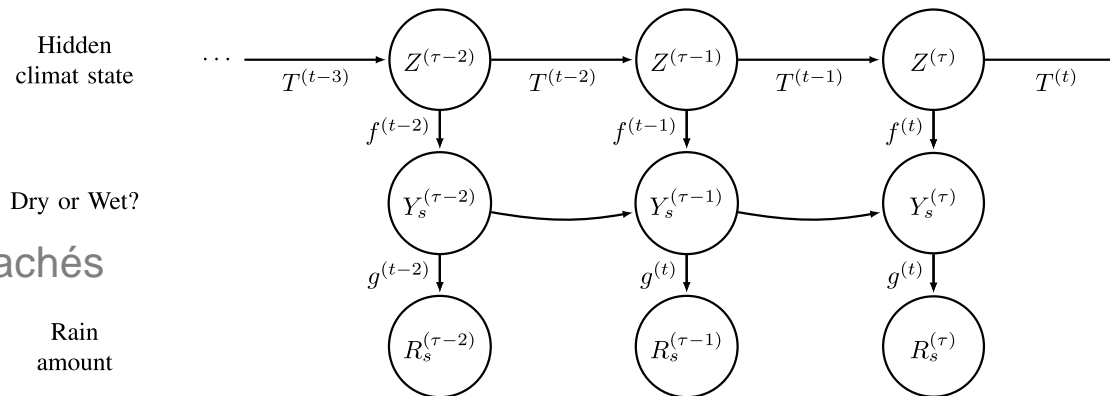 Hidden
climat state
⋯ T^{(t−3)} Z^{(τ−2)} T^{(t−2)} Z^{(τ−1)} T^{(t−1)} Z^{(τ)} T^{(t)}
f^{(t−2)} f^{(t−1)} f^{(t)}
Dry or Wet?
Y_s^{(τ−2)} Y_s^{(τ−1)} Y_s^{(τ)}
achés
g^{(t−2)} g^{(t)} g^{(t)}
Rain
amount
R_s^{(τ−2)} R_s^{(τ−1)} R_s^{(τ)}